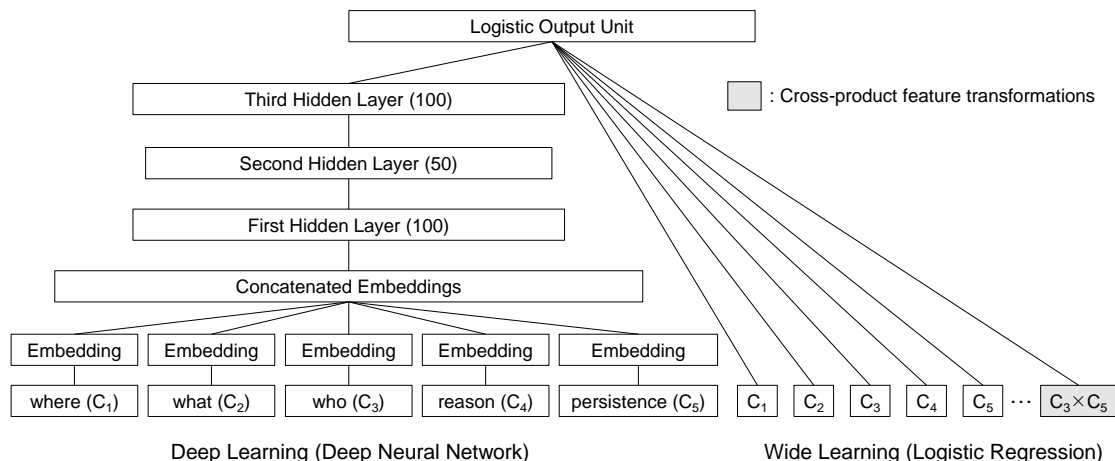 Logistic Output Unit
Third Hidden Layer (100)
: Cross-product feature transformations
Second Hidden Layer (50)
First Hidden Layer (100)
Concatenated Embeddings
Embedding Embedding Embedding Embedding Embedding
where (C₁) what (C₂) who (C₃) reason (C₄) persistence (C₅) C₁ C₂ C₃ C₄ C₅ ⋯ C₃×C₅
Deep Learning (Deep Neural Network) Wide Learning (Logistic Regression)